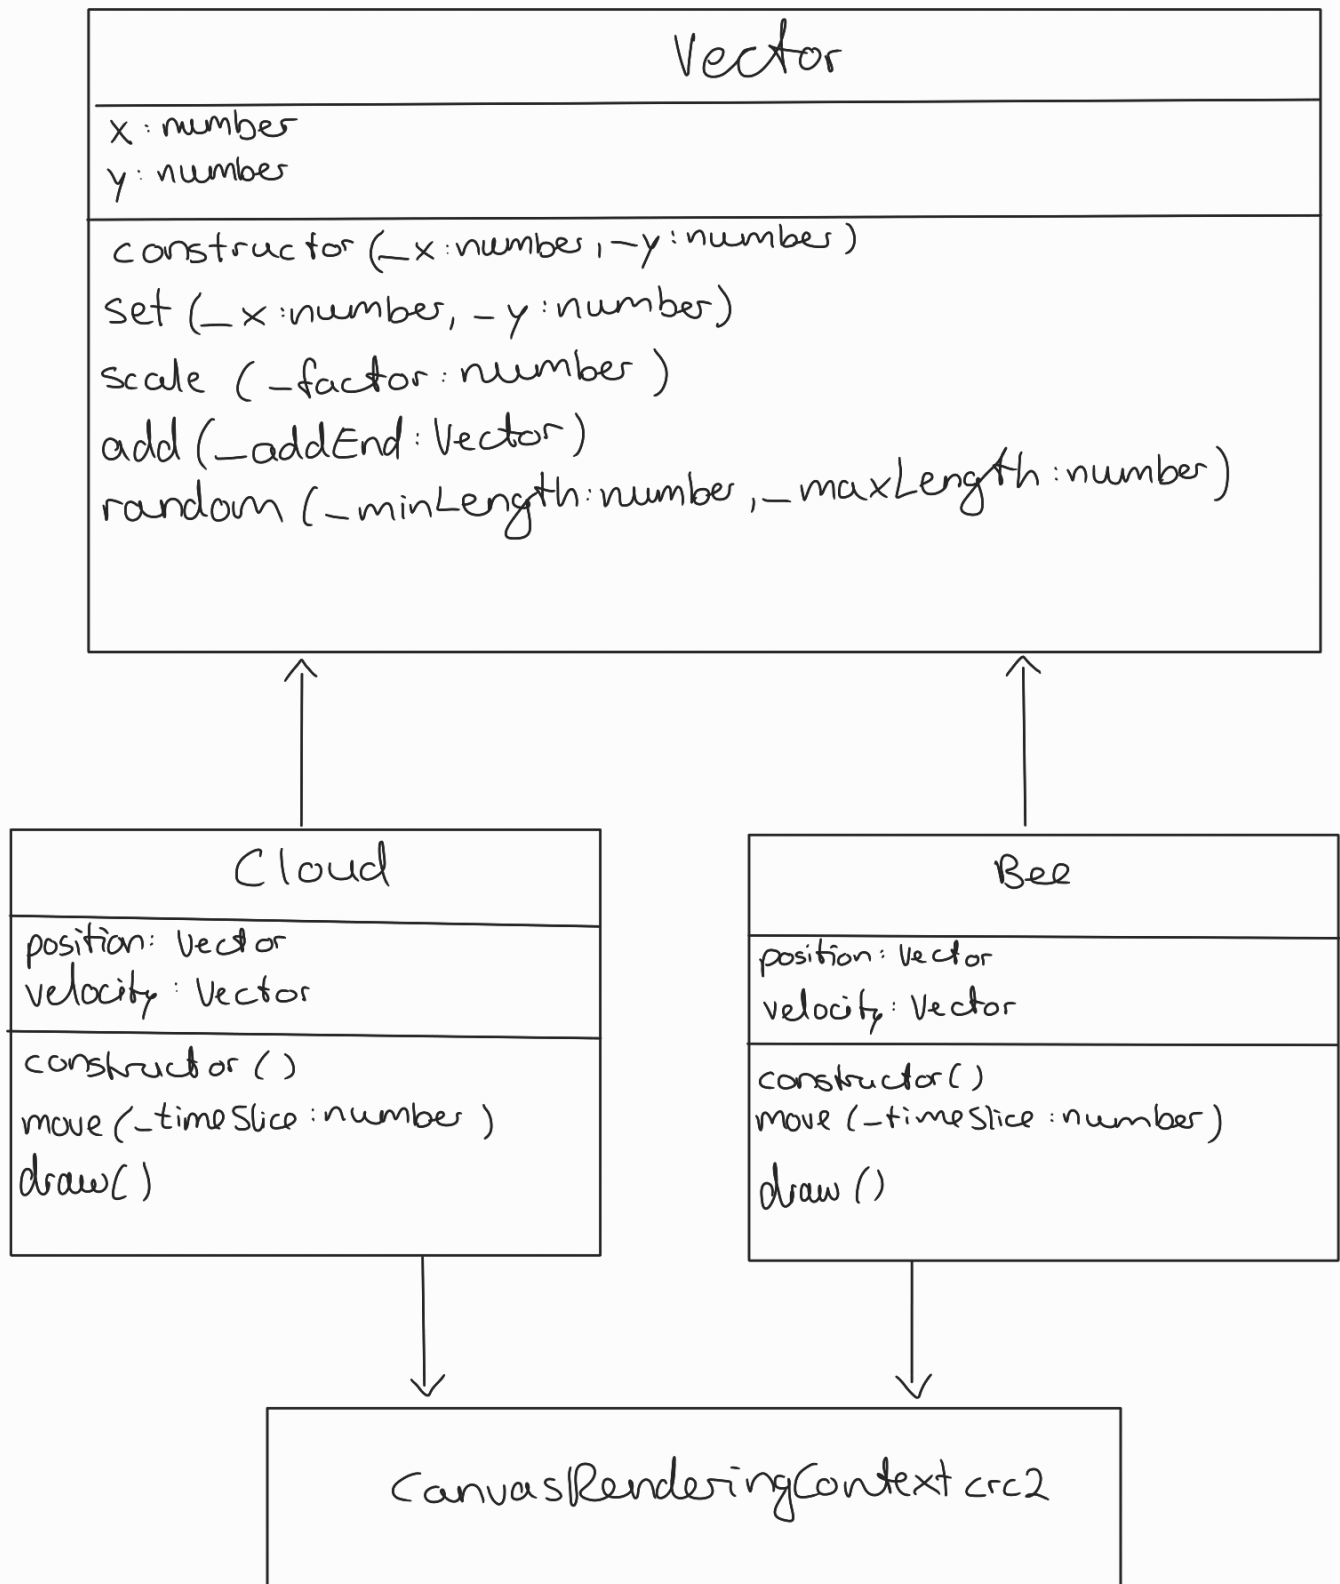 Vector
x : number
y : number
constructor (_x : number, _y : number)
set (_x : number, _y : number)
scale (_factor : number)
add (_addEnd : Vector)
random (_minLength : number, _maxLength : number)
Cloud
position : Vector
velocity : Vector
constructor ()
move (_timeSlice : number)
draw ()
Bee
position : Vector
velocity : Vector
constructor ()
move (_timeSlice : number)
draw ()
CanvasRenderingContext crc2